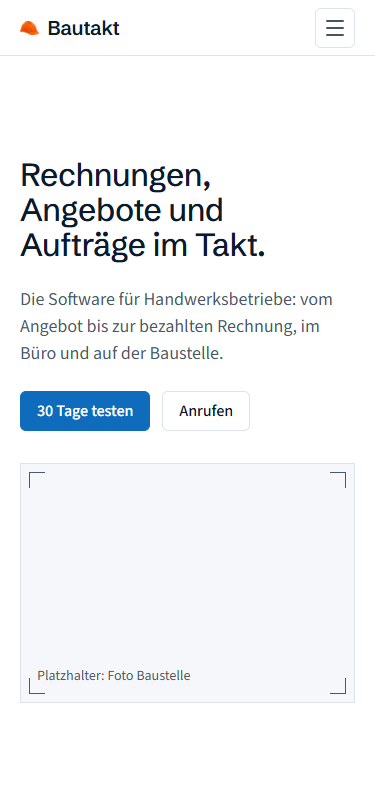 Bautakt
Rechnungen,
Angebote und
Aufträge im Takt.
Die Software für Handwerksbetriebe: vom
Angebot bis zur bezahlten Rechnung, im
Büro und auf der Baustelle.
30 Tage testen
Anrufen
Platzhalter: Foto Baustelle